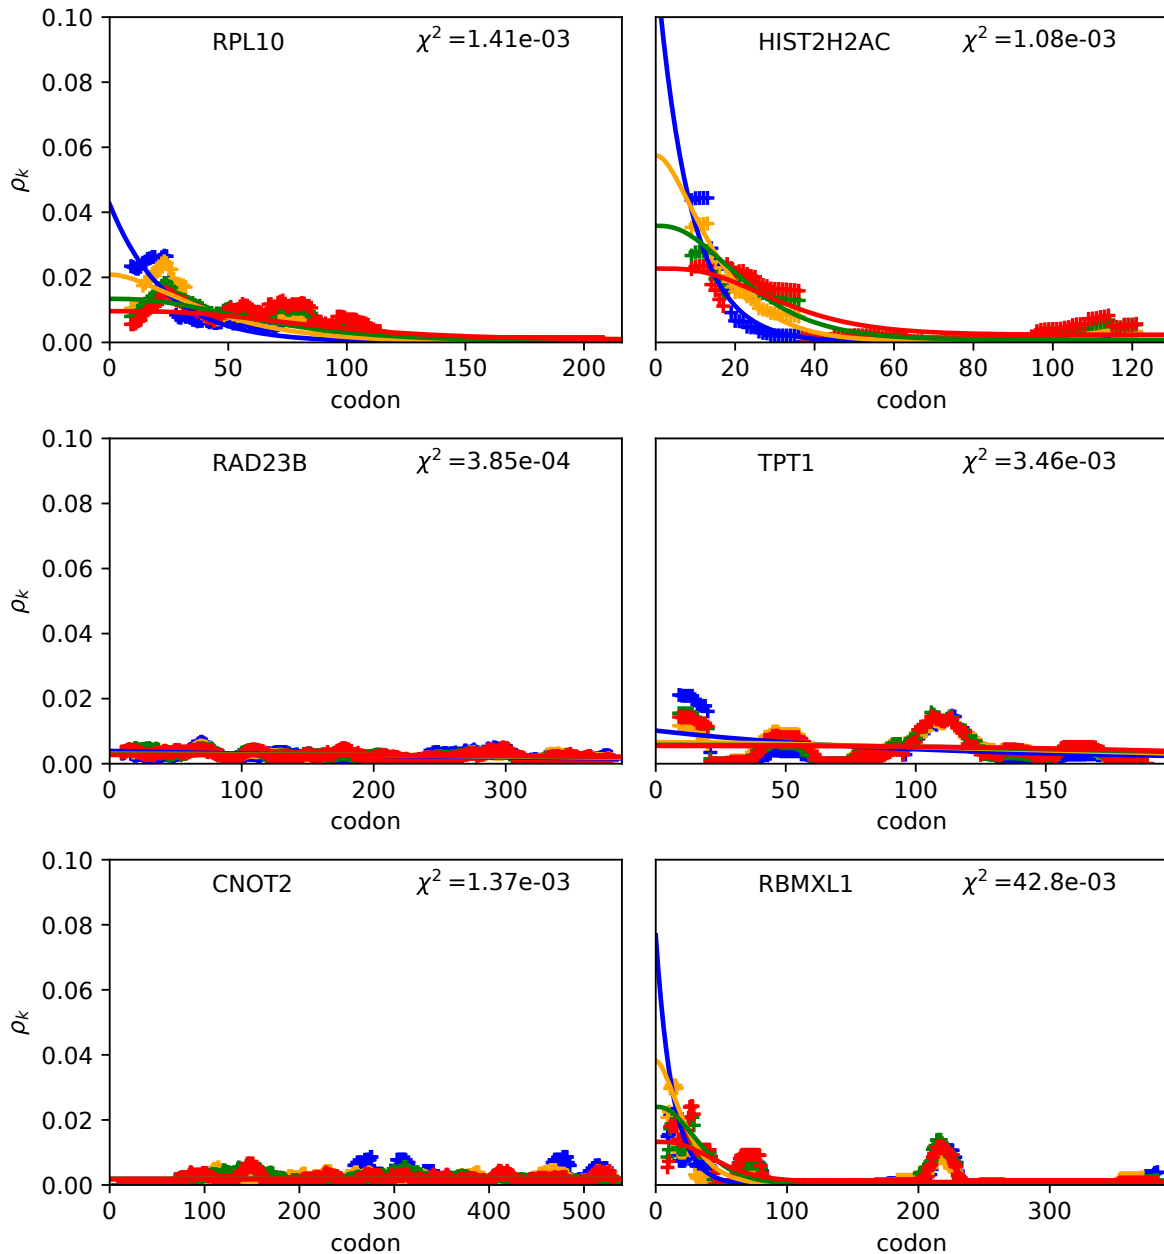 RPL10 χ² =1.41e-03
0.10
0.08
0.06
0.04
0.02
0.00
ρk
0 50 100 150 200
codon
HIST2H2AC χ² =1.08e-03
0 20 40 60 80 100 120
codon
RAD23B χ² =3.85e-04
0.10
0.08
0.06
0.04
0.02
0.00
ρk
0 100 200 300
codon
TPT1 χ² =3.46e-03
0 50 100 150
codon
CNOT2 χ² =1.37e-03
0.10
0.08
0.06
0.04
0.02
0.00
ρk
0 100 200 300 400 500
codon
RBMXL1 χ² =42.8e-03
0 100 200 300
codon